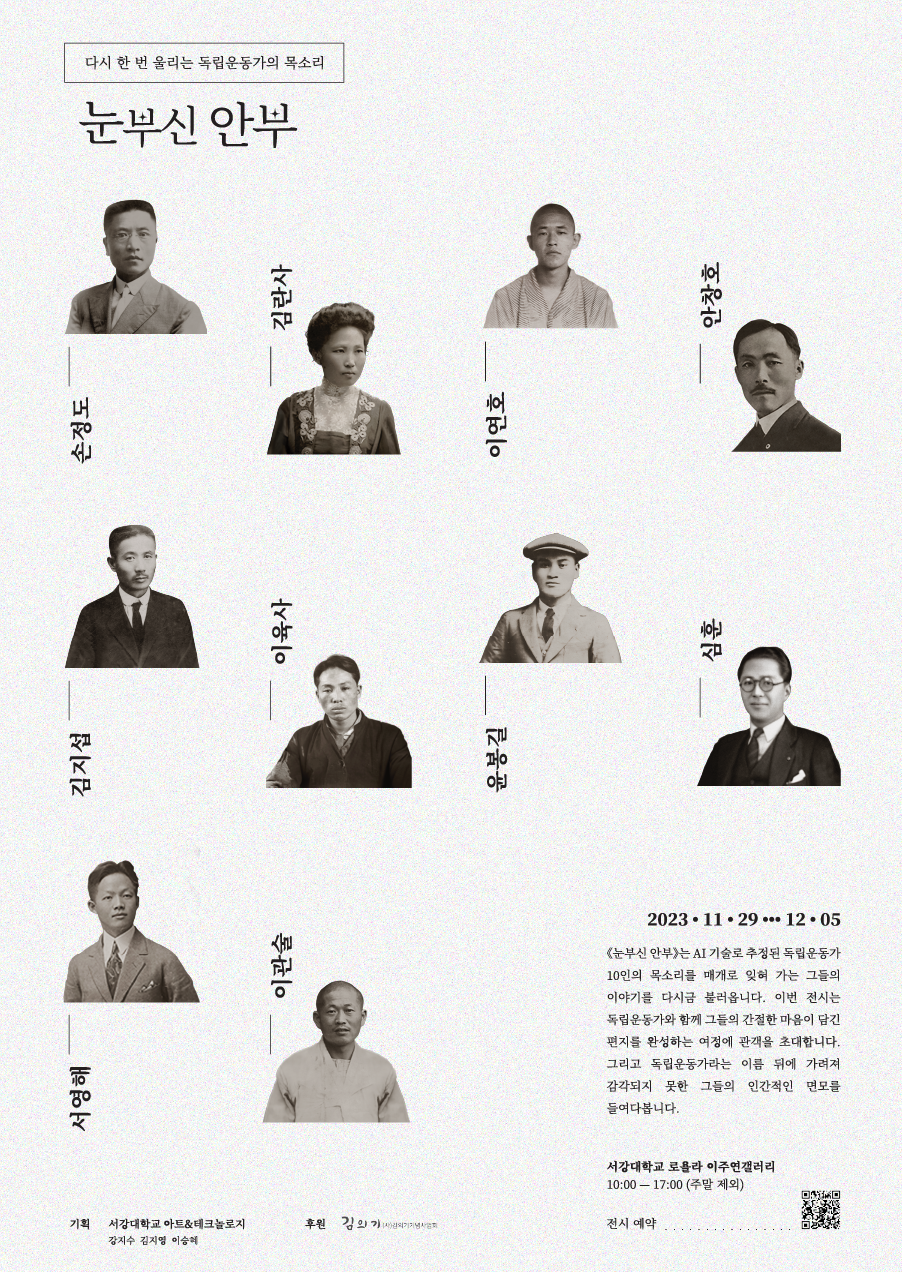 다시 한 번 울리는 독립운동가의 목소리
눈부신 안부
손정도
김란사
이연호
안창호
김지섭
이육사
윤봉길
심훈
서영해
이관술
2023 • 11 • 29 ••• 12 • 05
《눈부신 안부》는 AI 기술로 추정된 독립운동가
10인의 목소리를 매개로 잊혀 가는 그들의
이야기를 다시금 불러옵니다. 이번 전시는
독립운동가와 함께 그들의 간절한 마음이 담긴
편지를 완성하는 여정에 관객을 초대합니다.
그리고 독립운동가라는 이름 뒤에 가려져
감각되지 못한 그들의 인간적인 면모를
들여다봅니다.
서강대학교 로욜라 이주연갤러리
10:00 — 17:00 (주말 제외)
전시 예약
기획 서강대학교 아트&테크놀로지
강지수 김지영 이승혜
후원 김의기 (사)김의기기념사업회